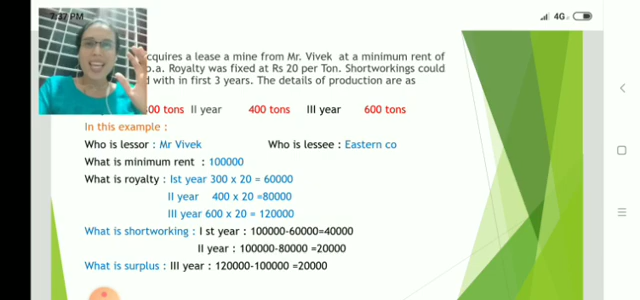 7:37 PM
4G
cquires a lease a mine from Mr. Vivek at a minimum rent of
p.a. Royalty was fixed at Rs 20 per Ton. Shortworkings could
with in first 3 years. The details of production are as
00 tons II year 400 tons III year 600 tons
In this example :
Who is lessor : Mr Vivek Who is lessee : Eastern co
What is minimum rent : 100000
What is royalty : Ist year 300 x 20 = 60000
II year 400 x 20 =80000
III year 600 x 20 = 120000
What is shortworking : I st year : 100000-60000=40000
II year : 100000-80000 =20000
What is surplus : III year : 120000-100000 =20000